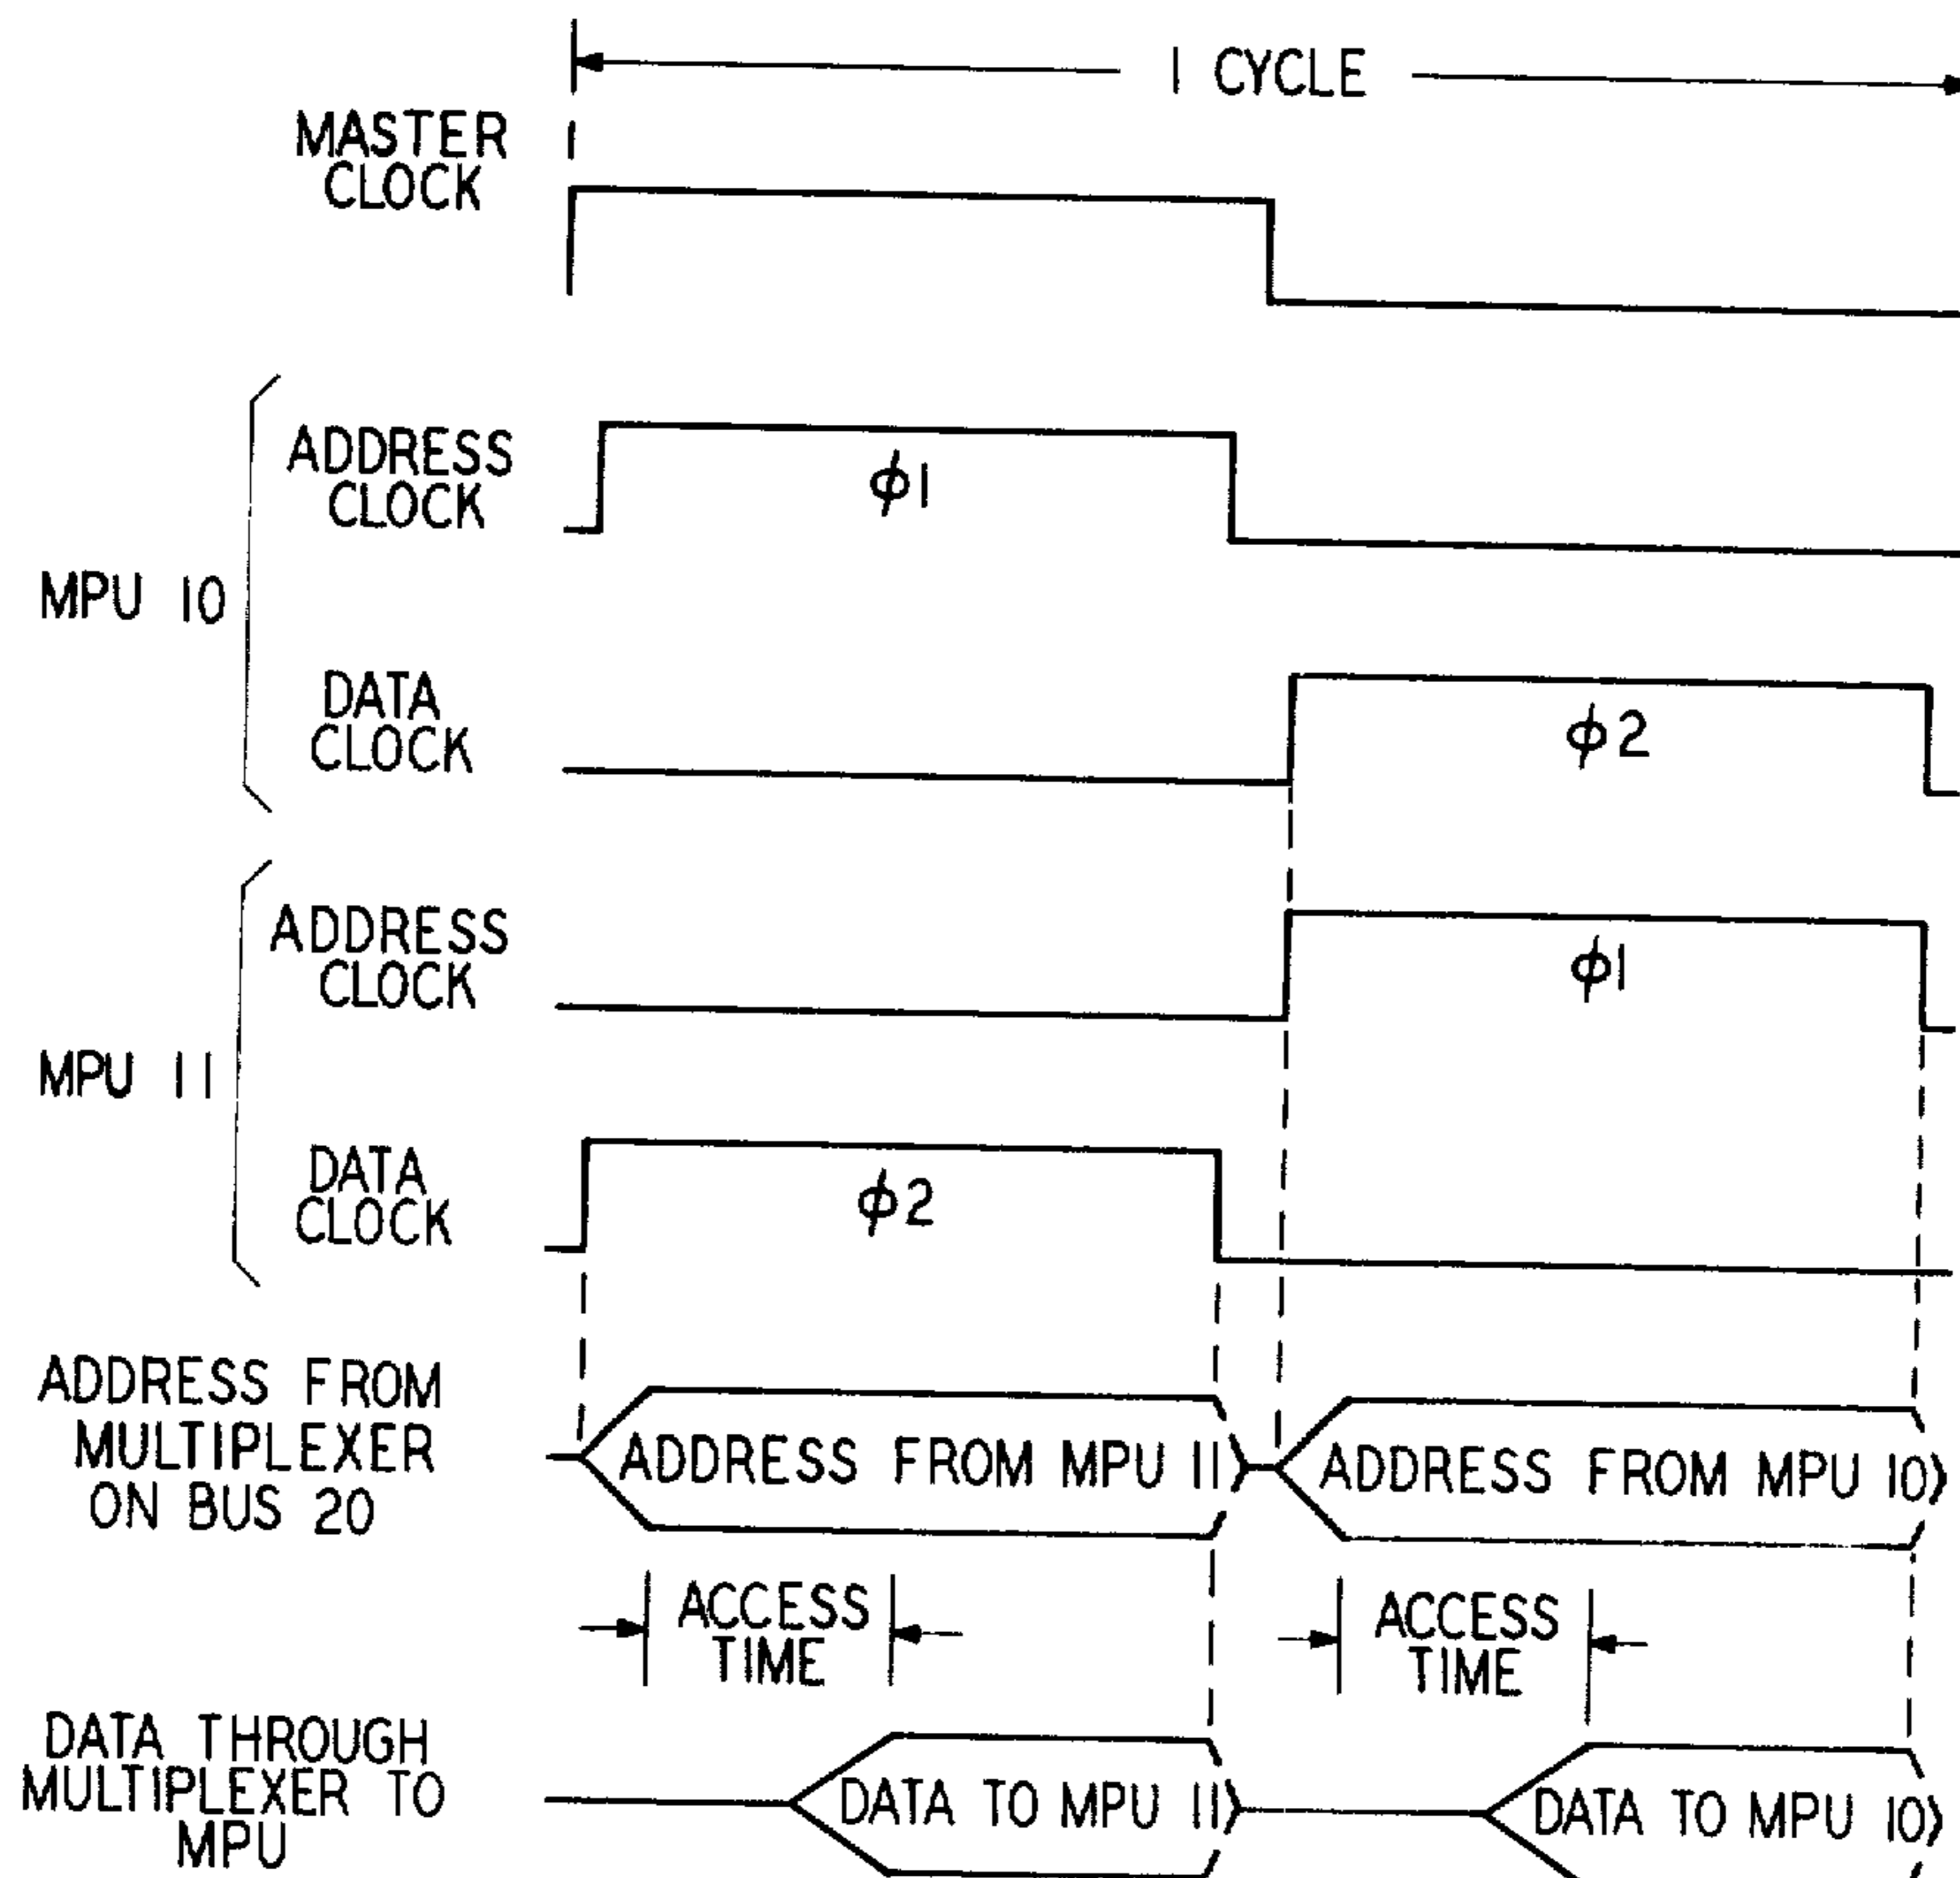 1 CYCLE
MASTER
CLOCK
ADDRESS
CLOCK
ϕ1
MPU 10
DATA
CLOCK
ϕ2
ADDRESS
CLOCK
ϕ1
MPU 11
DATA
CLOCK
ϕ2
ADDRESS FROM
MULTIPLEXER
ON BUS 20
ADDRESS FROM MPU 11
ADDRESS FROM MPU 10
ACCESS
TIME
ACCESS
TIME
DATA THROUGH
MULTIPLEXER TO
MPU
DATA TO MPU 11
DATA TO MPU 10